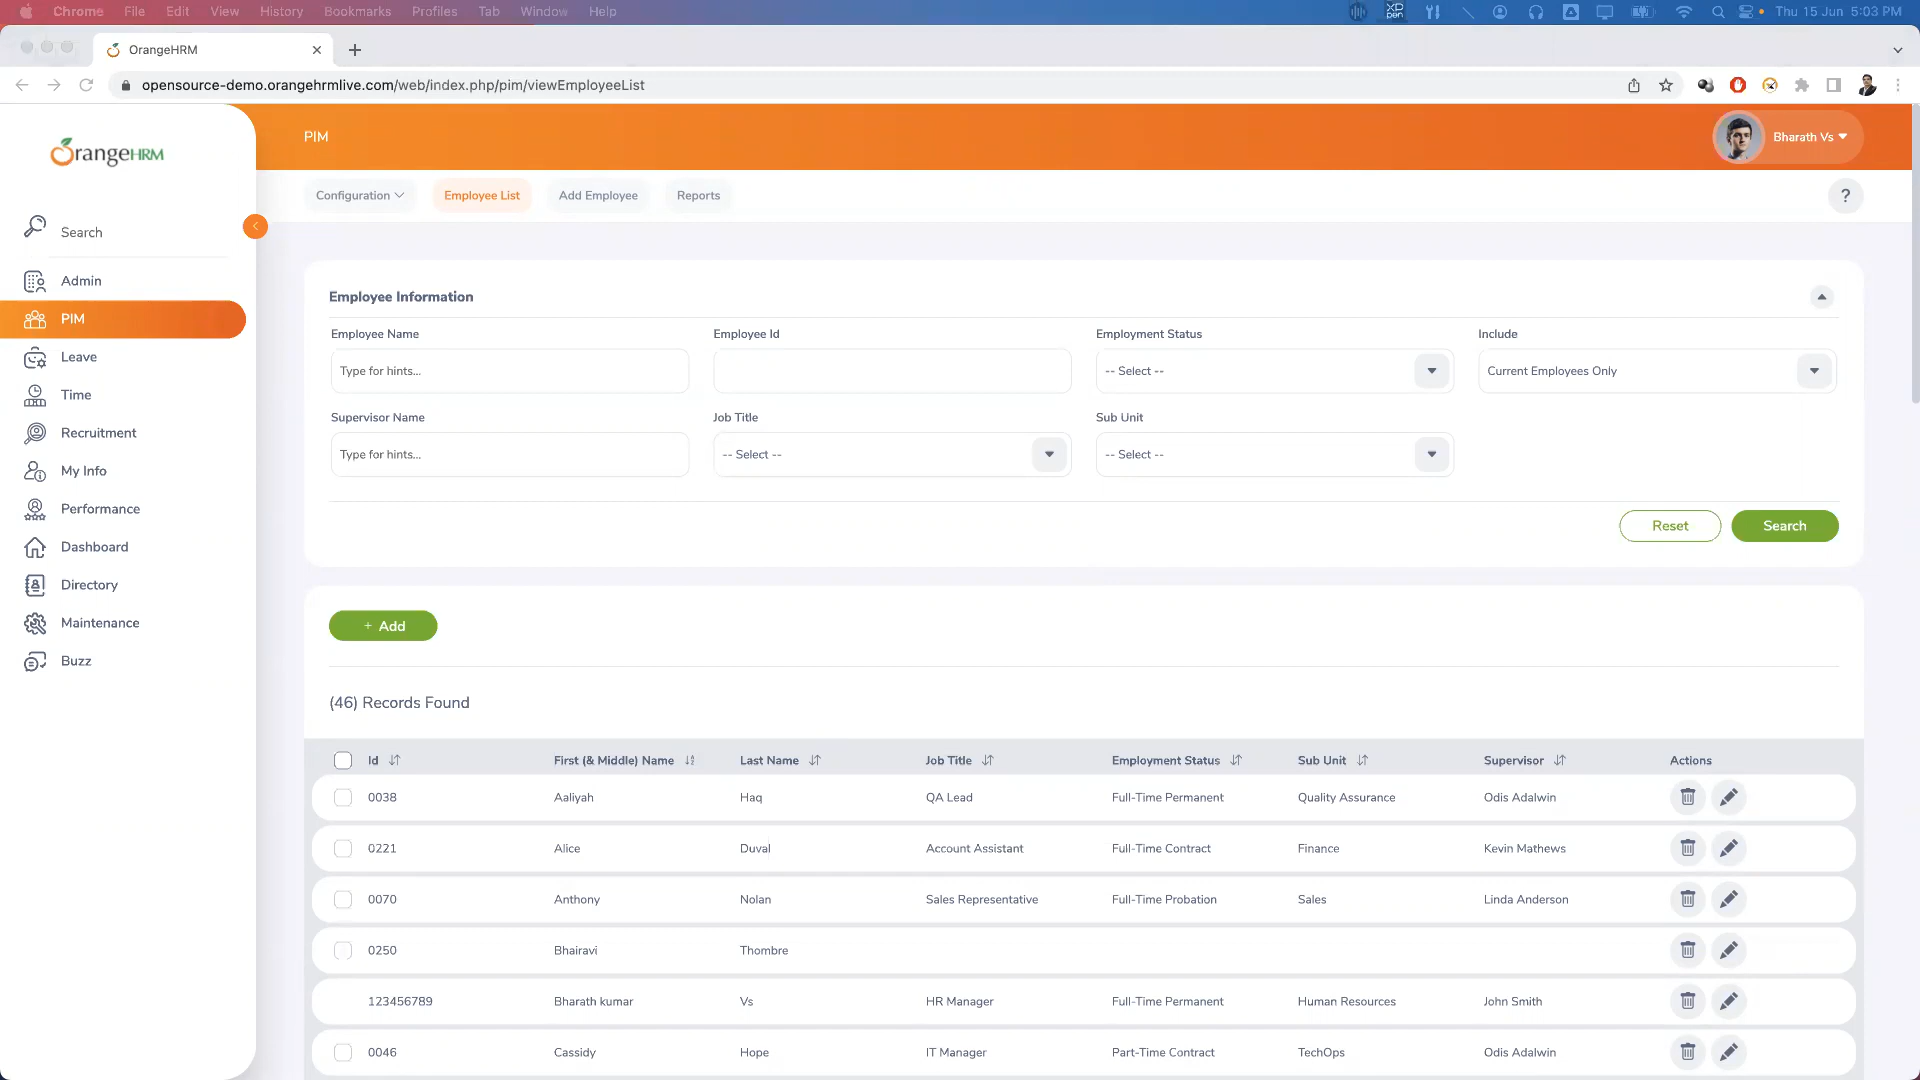 Chrome File Edit View History Bookmarks Profiles Tab Window Help
XP pen
Thu 15 Jun 5:03 PM
OrangeHRM
opensource-demo.orangehrmlive.com/web/index.php/pim/viewEmployeeList
OrangeHRM
PIM
Bharath Vs
Configuration
Employee List
Add Employee
Reports
?
Search
Admin
PIM
Leave
Time
Recruitment
My Info
Performance
Dashboard
Directory
Maintenance
Buzz
Employee Information
Employee Name Employee Id Employment Status Include
Type for hints... -- Select -- Current Employees Only
Supervisor Name Job Title Sub Unit
Type for hints... -- Select -- -- Select --
Reset Search
+ Add
(46) Records Found
Id First (& Middle) Name Last Name Job Title Employment Status Sub Unit Supervisor Actions
0038 Aaliyah Haq QA Lead Full-Time Permanent Quality Assurance Odis Adalwin
0221 Alice Duval Account Assistant Full-Time Contract Finance Kevin Mathews
0070 Anthony Nolan Sales Representative Full-Time Probation Sales Linda Anderson
0250 Bhairavi Thombre
123456789 Bharath kumar Vs HR Manager Full-Time Permanent Human Resources John Smith
0046 Cassidy Hope IT Manager Part-Time Contract TechOps Odis Adalwin